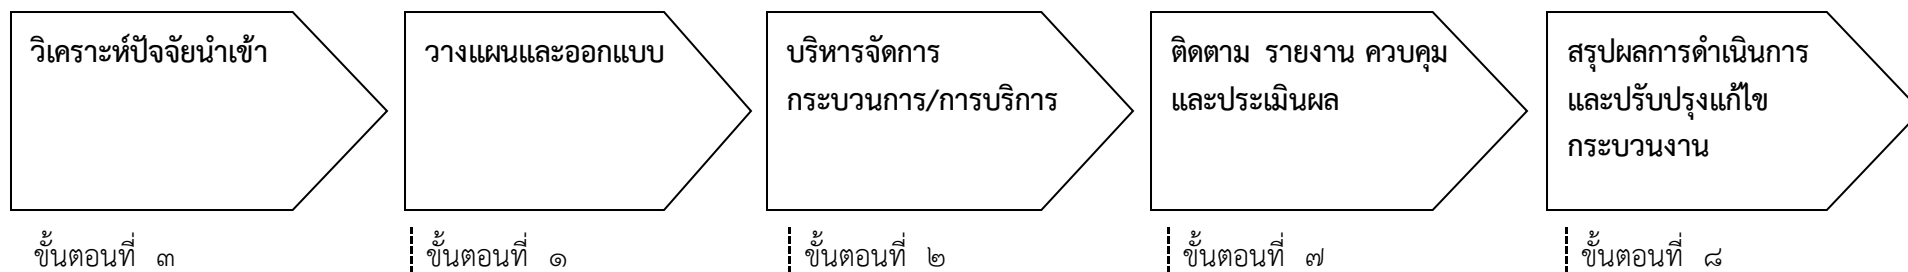 วิเคราะห์ปัจจัยนำเข้า
วางแผนและออกแบบ
บริหารจัดการ
กระบวนการ/การบริการ
ติดตาม รายงาน ควบคุม
และประเมินผล
สรุปผลการดำเนินการ
และปรับปรุงแก้ไข
กระบวนงาน
ขั้นตอนที่ ๓
ขั้นตอนที่ ๑
ขั้นตอนที่ ๒
ขั้นตอนที่ ๗
ขั้นตอนที่ ๘